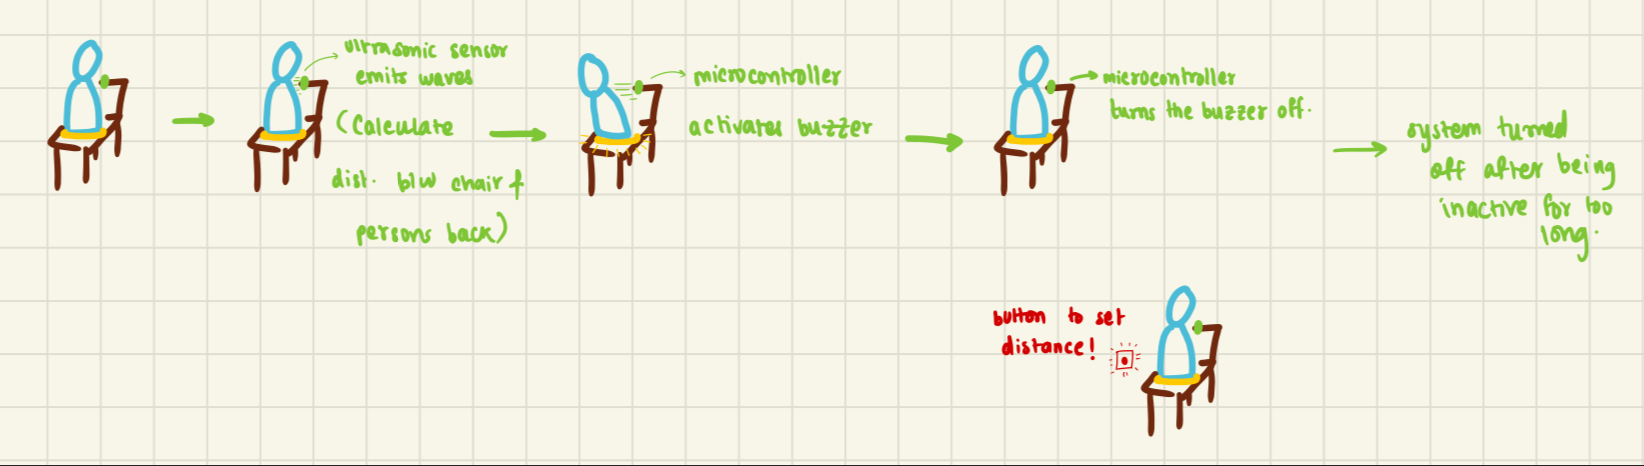 ultrasonic sensor
emits waves
(Calculate
dist. b/w chair &
persons back)
microcontroller
activates buzzer
microcontroller
turns the buzzer off.
system turned
off after being
inactive for too
long.
button to set
distance!